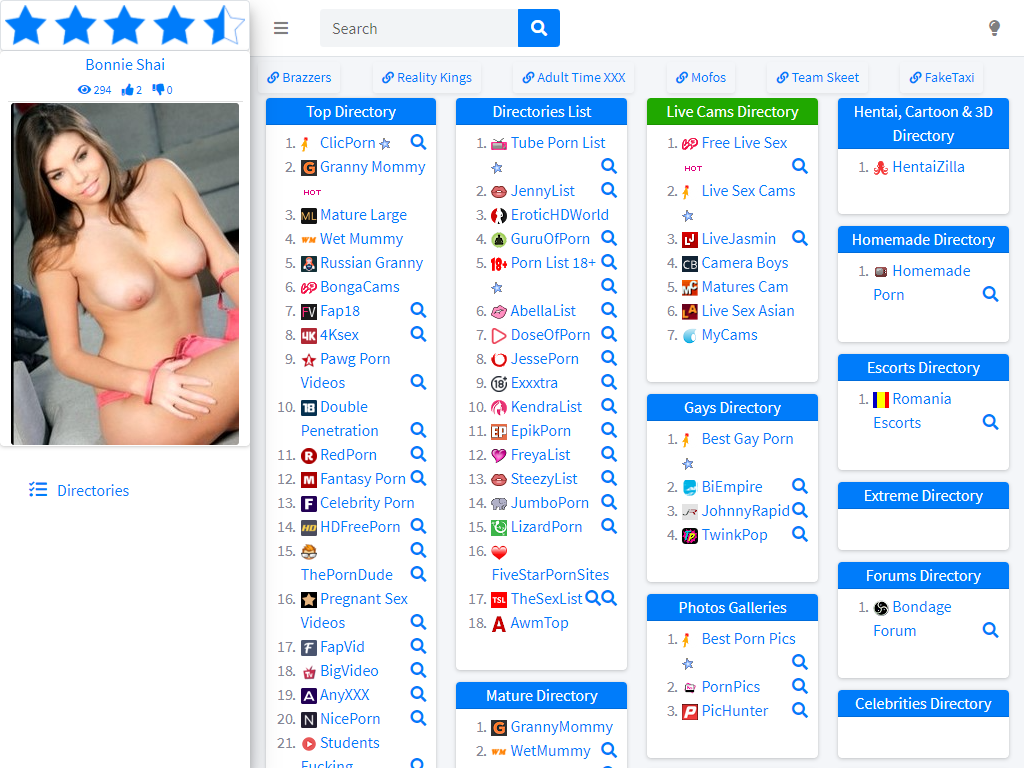 Bonnie Shai
294 2 0
Directories
Search
Brazzers
Reality Kings
Adult Time XXX
Mofos
Team Skeet
FakeTaxi
Top Directory
1. ClicPorn
2. Granny Mommy
HOT
3. Mature Large
4. Wet Mummy
5. Russian Granny
6. BongaCams
7. Fap18
8. 4Ksex
9. Pawg Porn
Videos
10. Double
Penetration
11. RedPorn
12. Fantasy Porn
13. Celebrity Porn
14. HDFreePorn
15.
ThePornDude
16. Pregnant Sex
Videos
17. FapVid
18. BigVideo
19. AnyXXX
20. NicePorn
21. Students
Fucking
Directories List
1. Tube Porn List
2. JennyList
3. EroticHDWorld
4. GuruOfPorn
5. Porn List 18+
6. AbellaList
7. DoseOfPorn
8. JessePorn
9. Exxxtra
10. KendraList
11. EpikPorn
12. FreyaList
13. SteezyList
14. JumboPorn
15. LizardPorn
16.
FiveStarPornSites
17. TheSexList
18. AwmTop
Mature Directory
1. GrannyMommy
2. WetMummy
Live Cams Directory
1. Free Live Sex
HOT
2. Live Sex Cams
3. LiveJasmin
4. Camera Boys
5. Matures Cam
6. Live Sex Asian
7. MyCams
Gays Directory
1. Best Gay Porn
2. BiEmpire
3. JohnnyRapid
4. TwinkPop
Photos Galleries
1. Best Porn Pics
2. PornPics
3. PicHunter
Hentai, Cartoon & 3D
Directory
1. HentaiZilla
Homemade Directory
1. Homemade
Porn
Escorts Directory
1. Romania
Escorts
Extreme Directory
Forums Directory
1. Bondage
Forum
Celebrities Directory